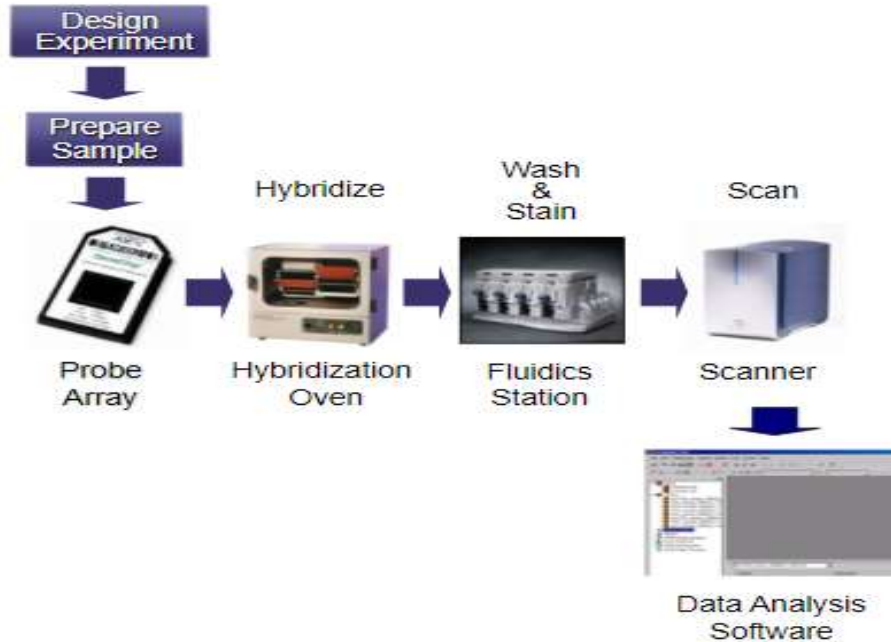 Design
Experiment
Prepare
Sample
Hybridize
Wash
&
Stain
Scan
Probe
Array
Hybridization
Oven
Fluidics
Station
Scanner
Data Analysis
Software